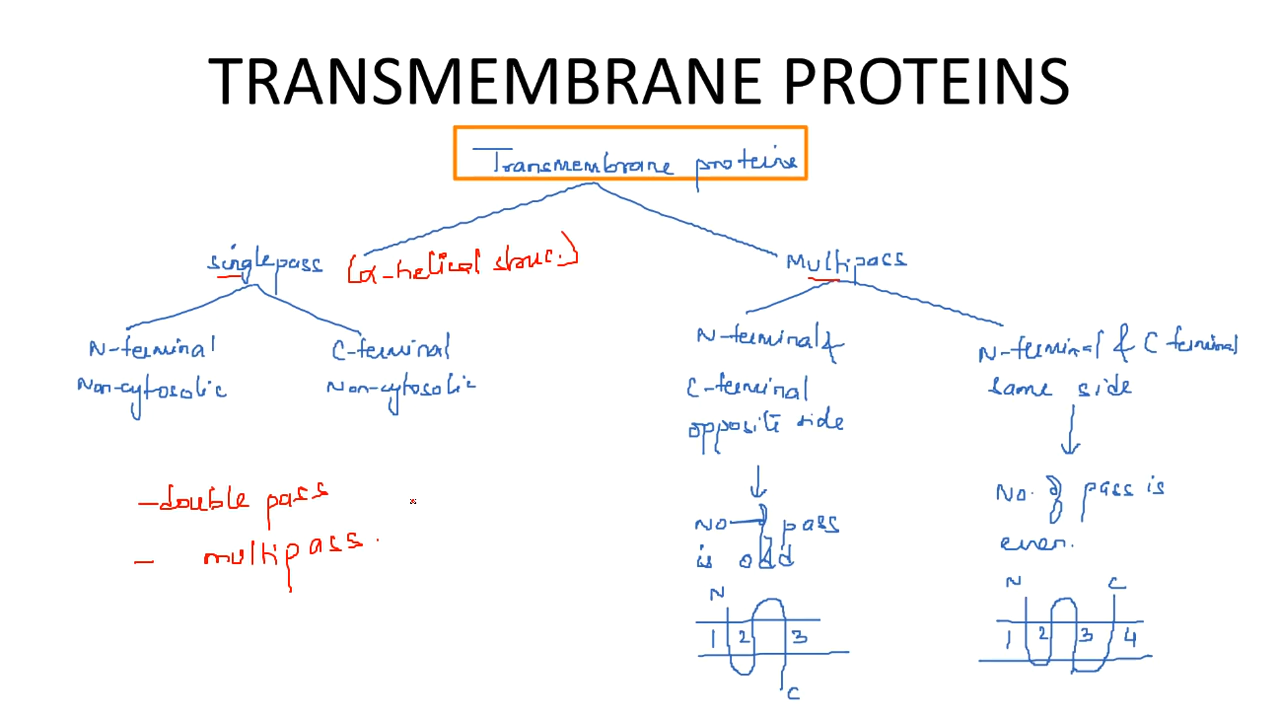 TRANSMEMBRANE PROTEINS
Transmembrane proteins
singlepass (α-helical struc.)
Multipass
N-terminal
Non-cytosolic
C-terminal
Non-cytosolic
N-terminal &
C-terminal
opposite side
N-terminal & C terminal
same side
No of pass
is odd
No. of pass is
even.
- double pass
- multipass.
N
1 2 3
C
N C
1 2 3 4